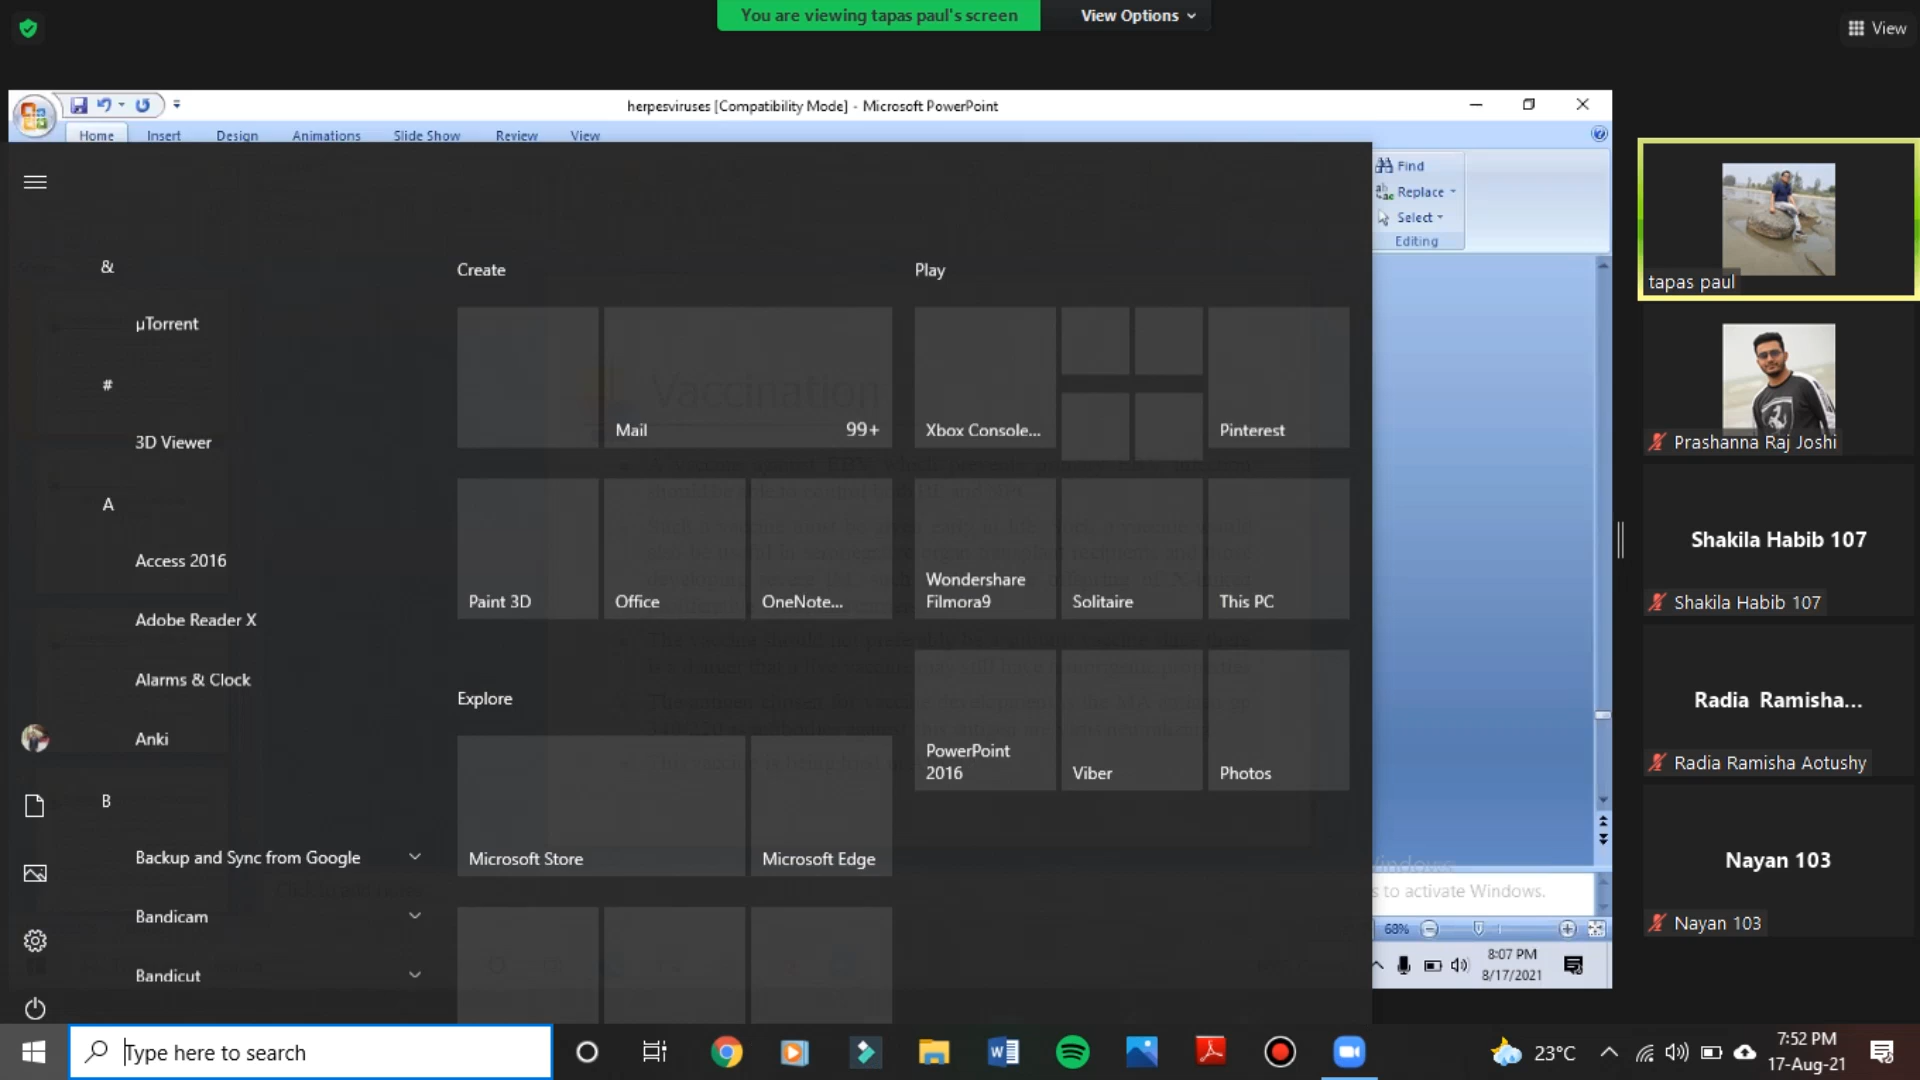 You are viewing tapas paul's screen
View Options
View
herpesviruses [Compatibility Mode] - Microsoft PowerPoint
Home
Insert
Design
Animations
Slide Show
Review
View
Find
Replace
Select
Editing
&
µTorrent
#
3D Viewer
A
Access 2016
Adobe Reader X
Alarms & Clock
Anki
B
Backup and Sync from Google
Bandicam
Bandicut
Create
Mail
99+
Paint 3D
Office
OneNote...
Explore
Microsoft Store
Microsoft Edge
Play
Xbox Console...
Pinterest
Wondershare
Filmora9
Solitaire
This PC
PowerPoint
2016
Viber
Photos
Vaccination
Windows
s to activate Windows.
68%
8:07 PM
8/17/2021
tapas paul
Prashanna Raj Joshi
Shakila Habib 107
Shakila Habib 107
Radia Ramisha...
Radia Ramisha Aotushy
Nayan 103
Nayan 103
Type here to search
23°C
7:52 PM
17-Aug-21